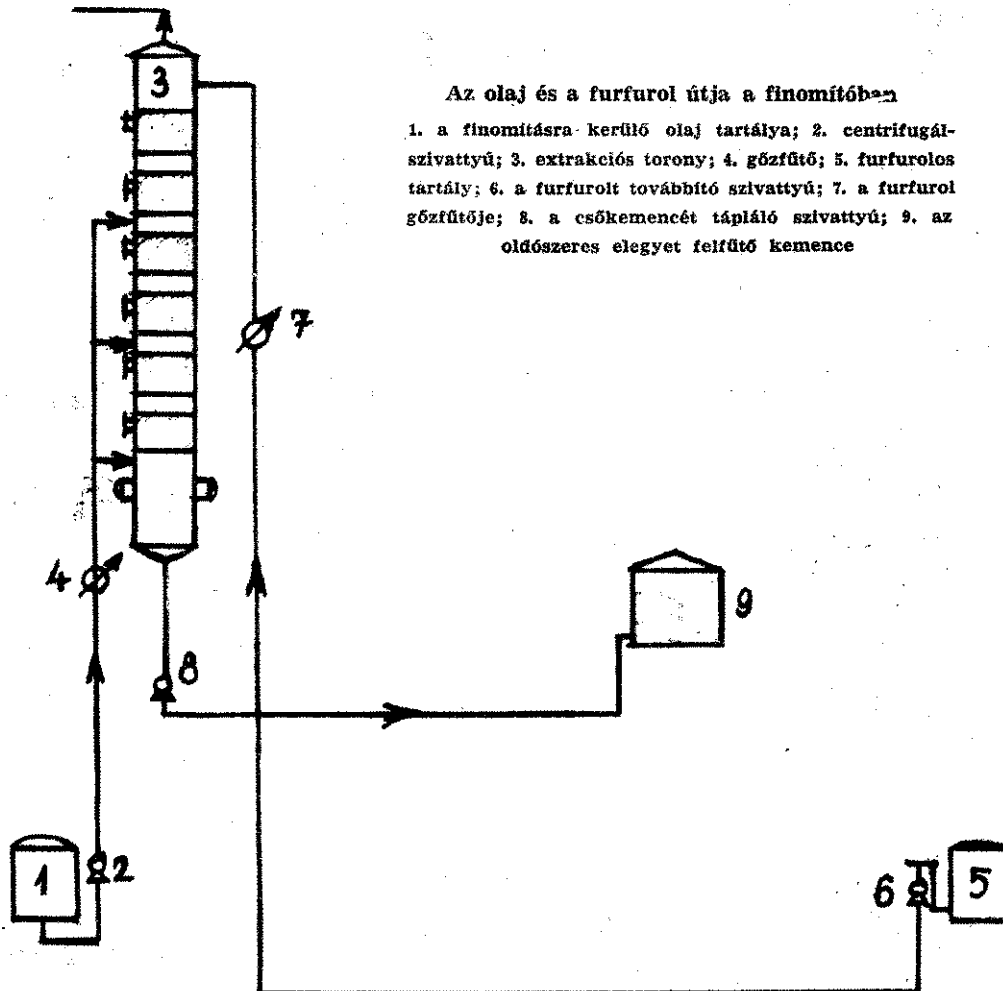 Az olaj és a furfurol útja a finomítóban
1. a finomításra kerülő olaj tartálya; 2. centrifugál-
szivattyú; 3. extrakciós torony; 4. gőzfűtő; 5. furfurolos
tartály; 6. a furfurolt továbbító szivattyú; 7. a furfurol
gőzfűtője; 8. a csőkemencét tápláló szivattyú; 9. az
oldószeres elegyet felfűtő kemence
3
7
4
9
8
1
2
6
5